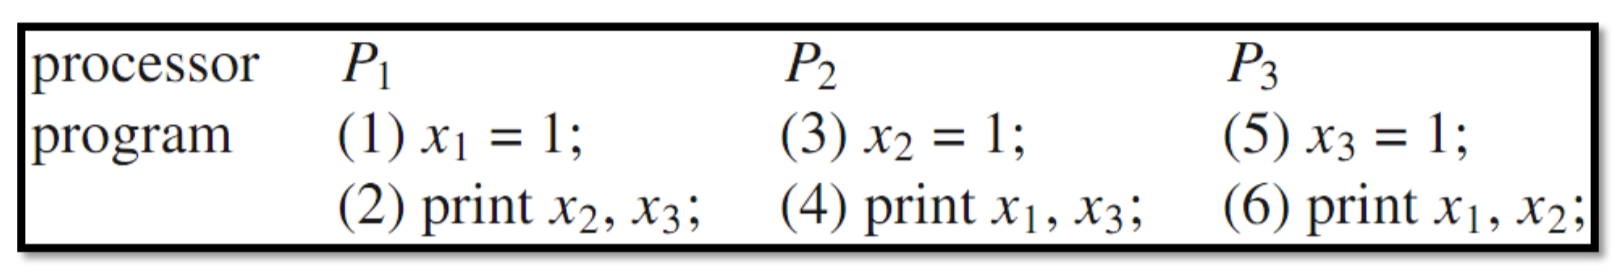 processor P₁ P₂ P₃
program (1) x₁ = 1; (3) x₂ = 1; (5) x₃ = 1;
(2) print x₂, x₃; (4) print x₁, x₃; (6) print x₁, x₂;